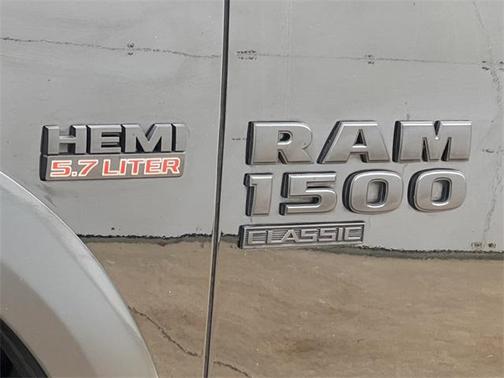 HEMI
5.7 LITER
RAM
1500
CLASSIC